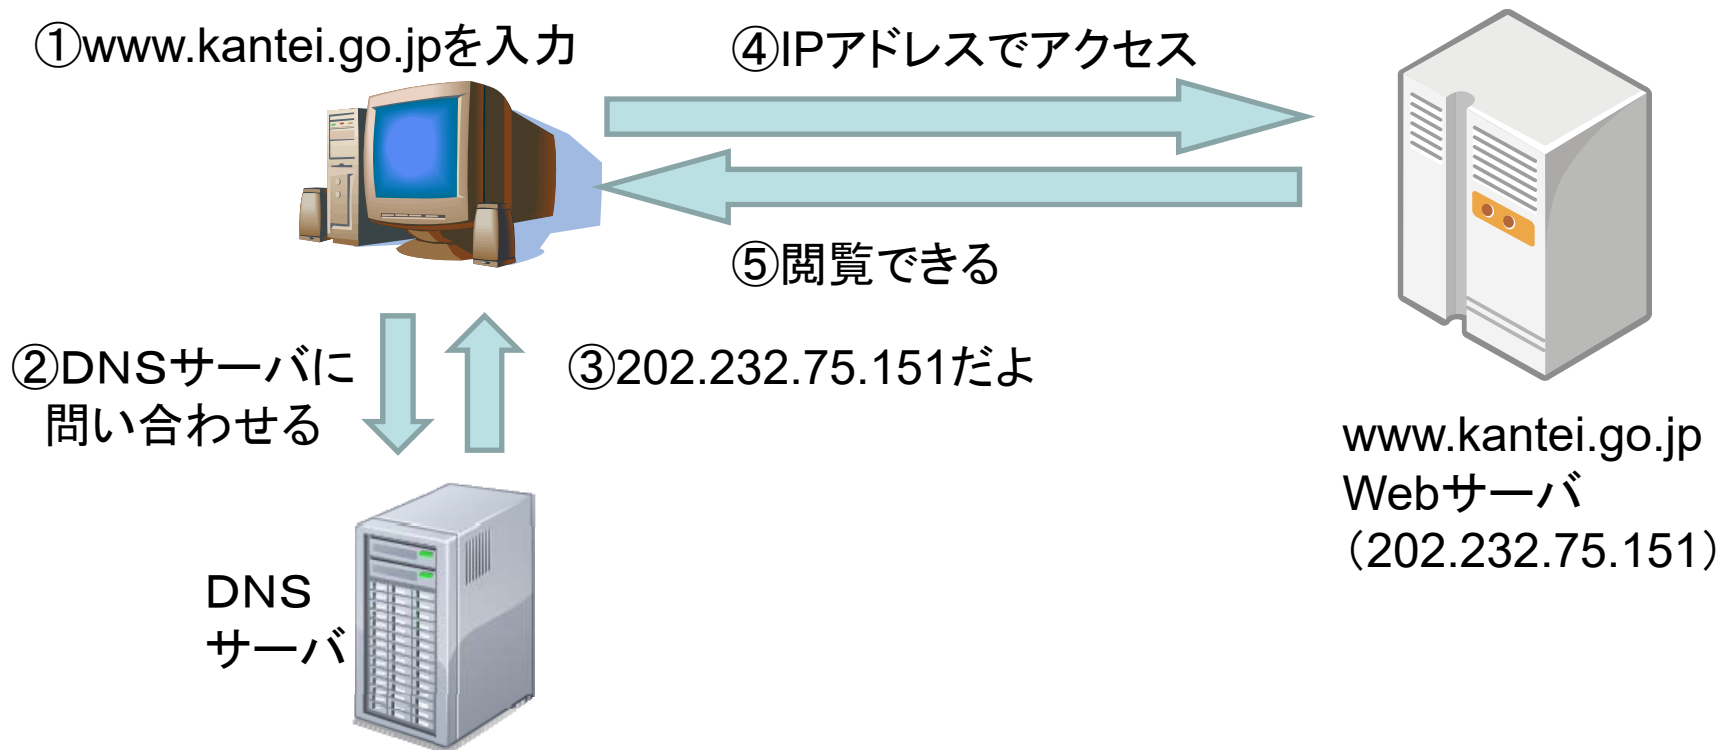 ①www.kantei.go.jpを入力
④IPアドレスでアクセス
⑤閲覧できる
②DNSサーバに
問い合わせる
③202.232.75.151だよ
www.kantei.go.jp
Webサーバ
（202.232.75.151）
DNS
サーバ